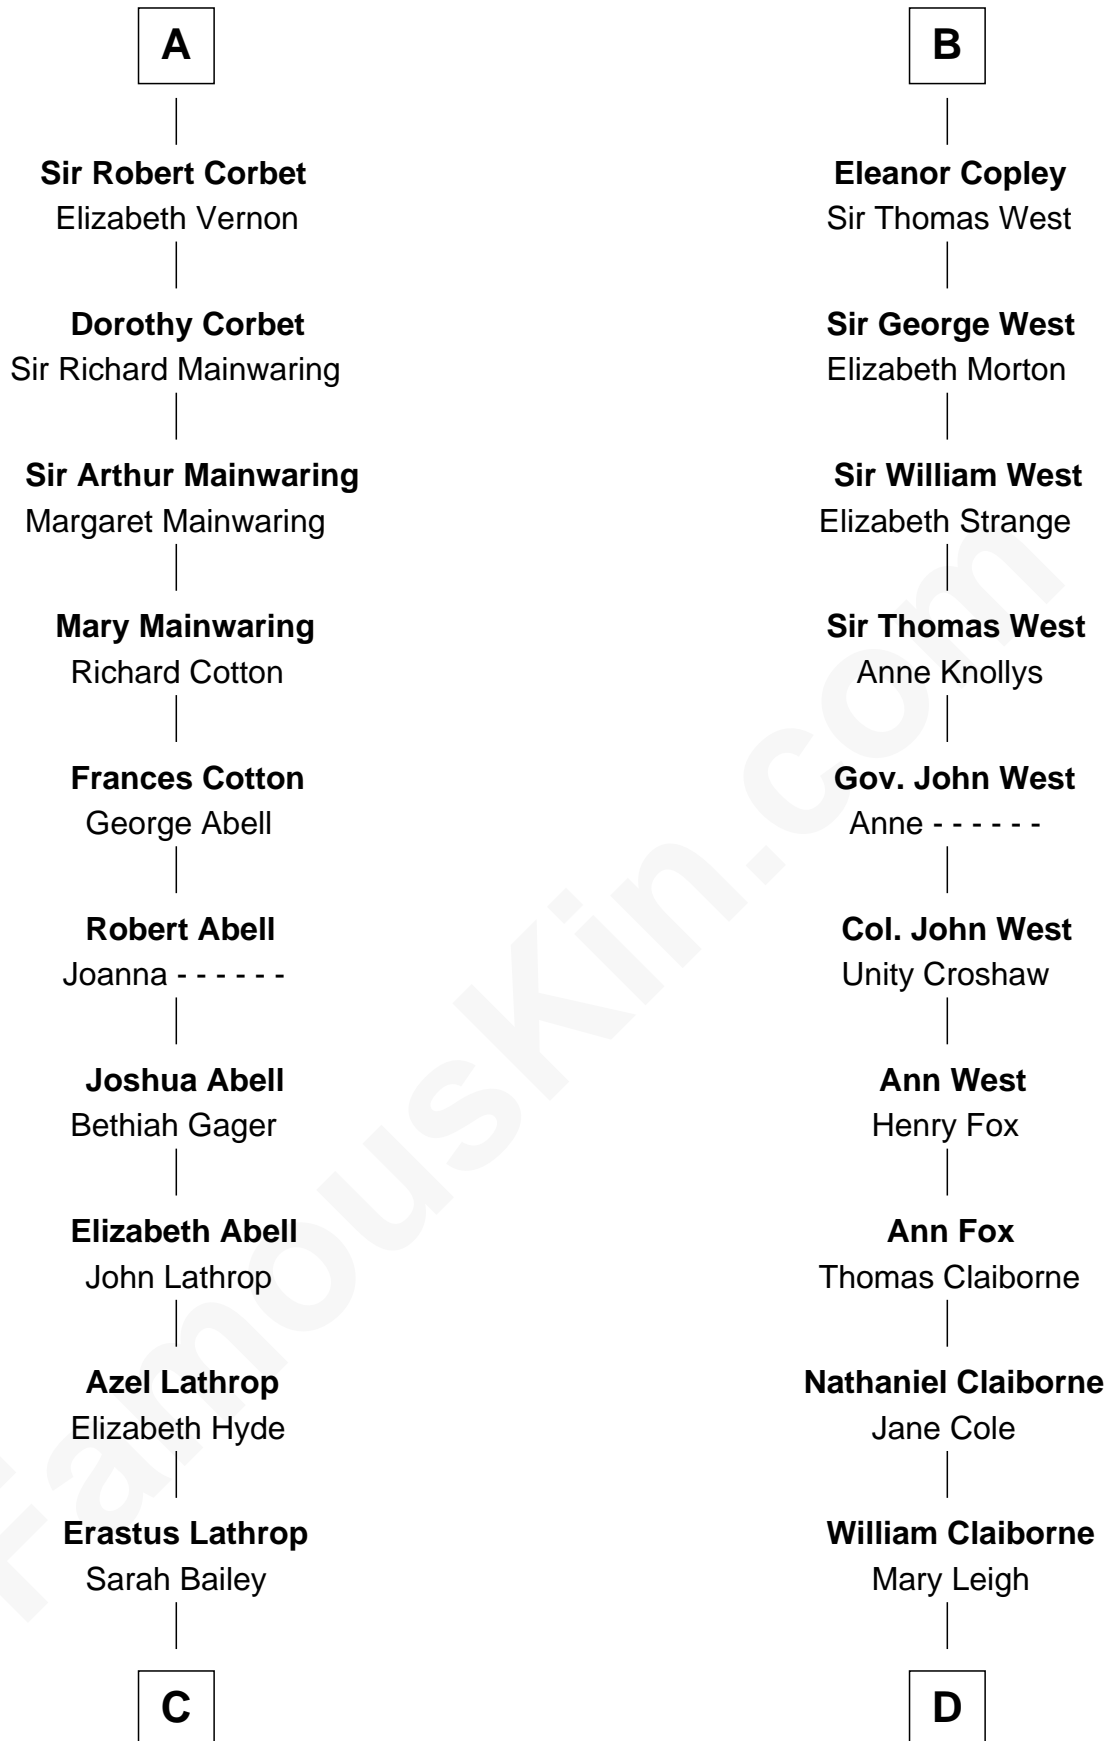 A
Sir Robert Corbet
Elizabeth Vernon
Dorothy Corbet
Sir Richard Mainwaring
Sir Arthur Mainwaring
Margaret Mainwaring
Mary Mainwaring
Richard Cotton
Frances Cotton
George Abell
Robert Abell
Joanna - - - - - -
Joshua Abell
Bethiah Gager
Elizabeth Abell
John Lathrop
Azel Lathrop
Elizabeth Hyde
Erastus Lathrop
Sarah Bailey
C
B
Eleanor Copley
Sir Thomas West
Sir George West
Elizabeth Morton
Sir William West
Elizabeth Strange
Sir Thomas West
Anne Knollys
Gov. John West
Anne - - - - - -
Col. John West
Unity Croshaw
Ann West
Henry Fox
Ann Fox
Thomas Claiborne
Nathaniel Claiborne
Jane Cole
William Claiborne
Mary Leigh
D
FamousKin.com